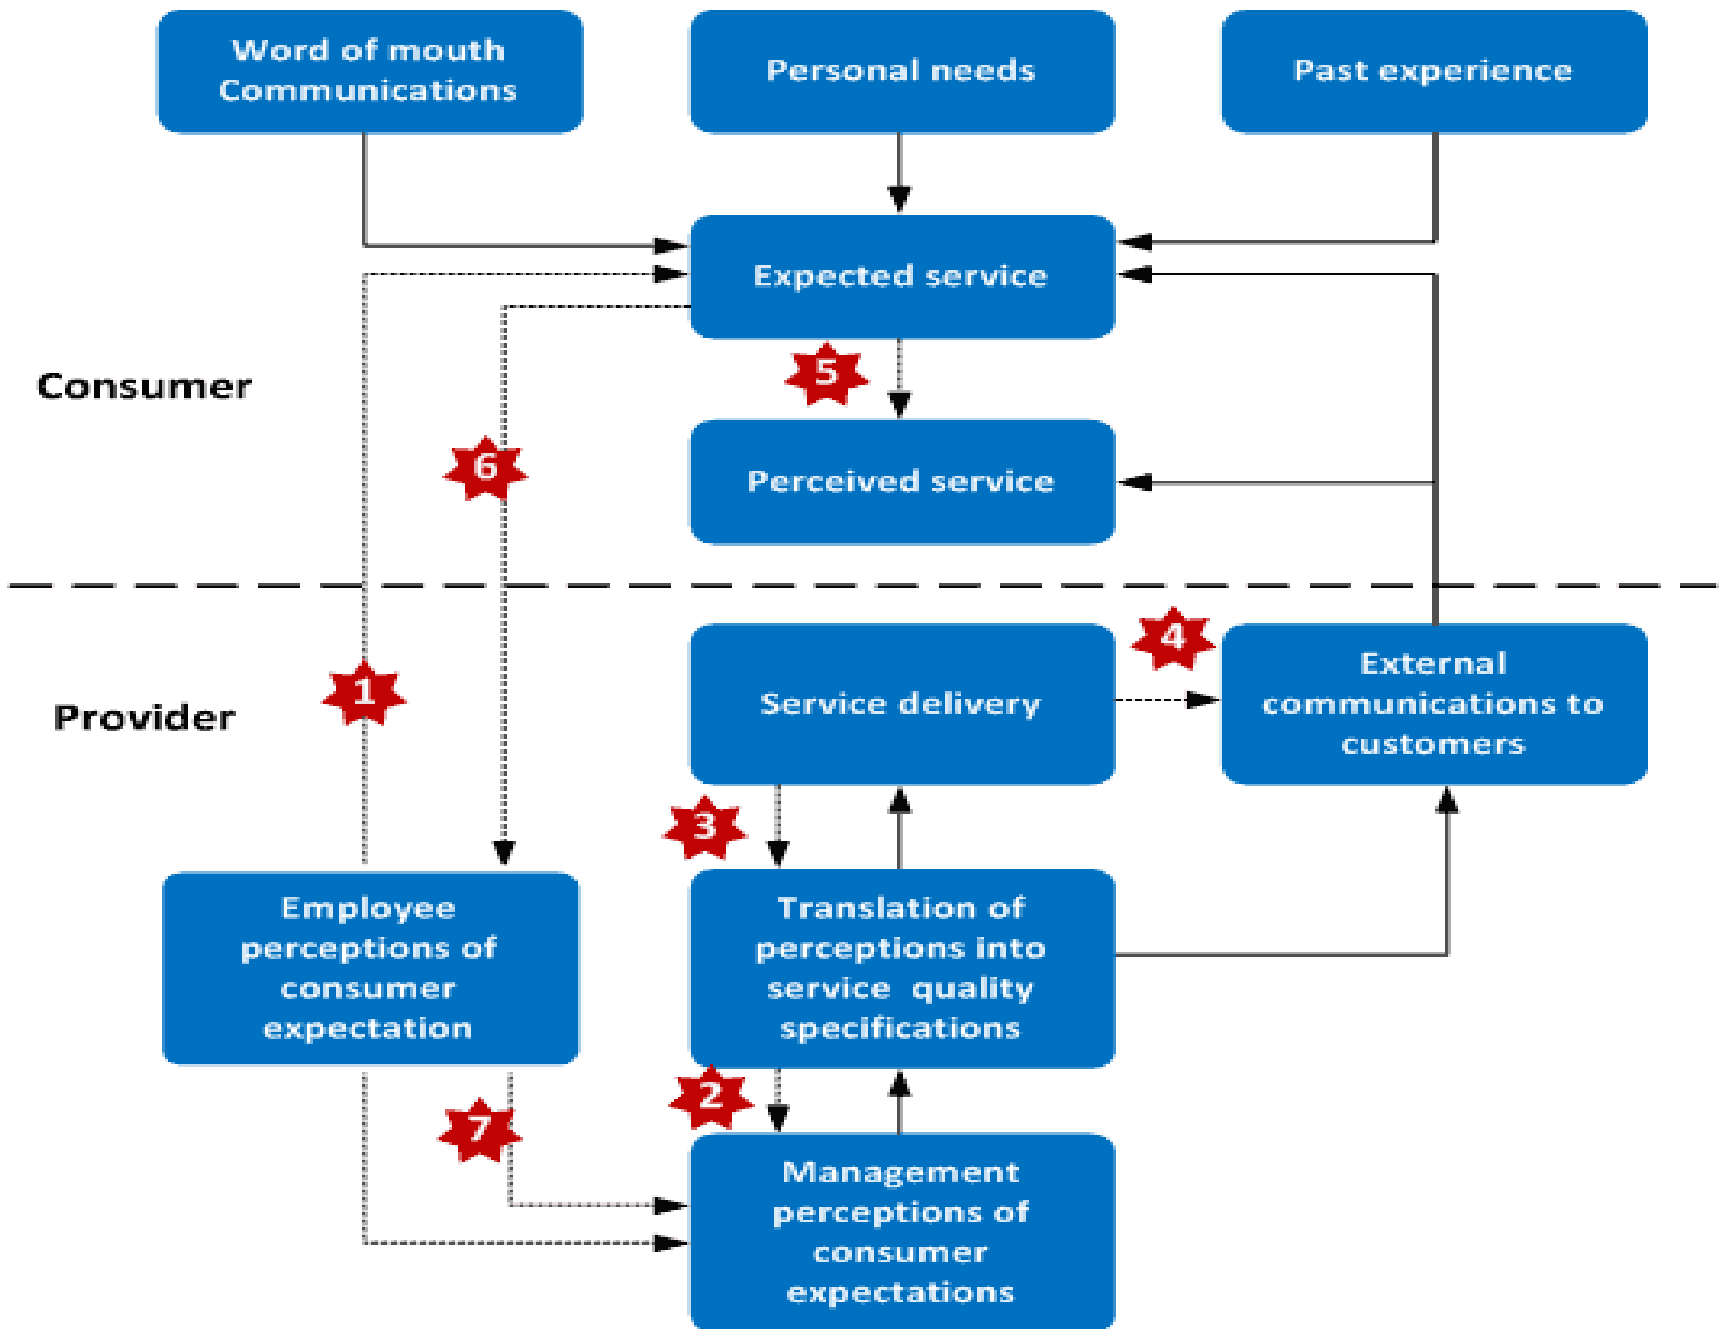 Word of mouth
Communications
Personal needs
Past experience
Expected service
5
Consumer
6
Perceived service
4
1
Provider
Service delivery
External
communications to
customers
3
Employee
perceptions of
consumer
expectation
Translation of
perceptions into
service quality
specifications
2
7
Management
perceptions of
consumer
expectations